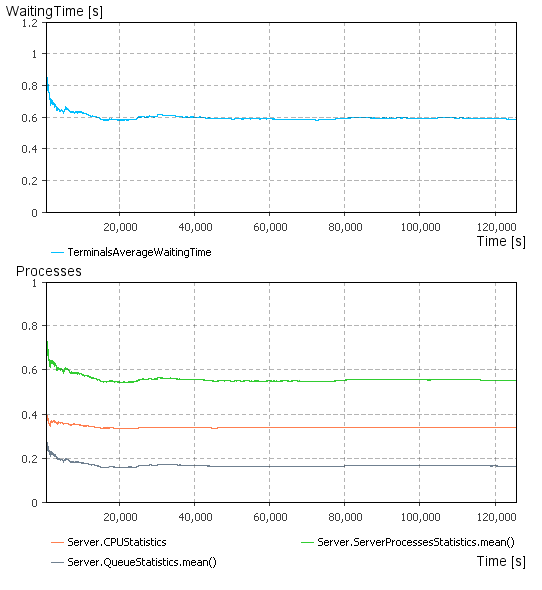 WaitingTime [s]
1.2
1
0.8
0.6
0.4
0.2
0
20,000 40,000 60,000 80,000 100,000 120,000
Time [s]
TerminalsAverageWaitingTime
Processes
1
0.8
0.6
0.4
0.2
0
20,000 40,000 60,000 80,000 100,000 120,000
Server.CPUStatistics Server.ServerProcessesStatistics.mean()
Server.QueueStatistics.mean() Time [s]